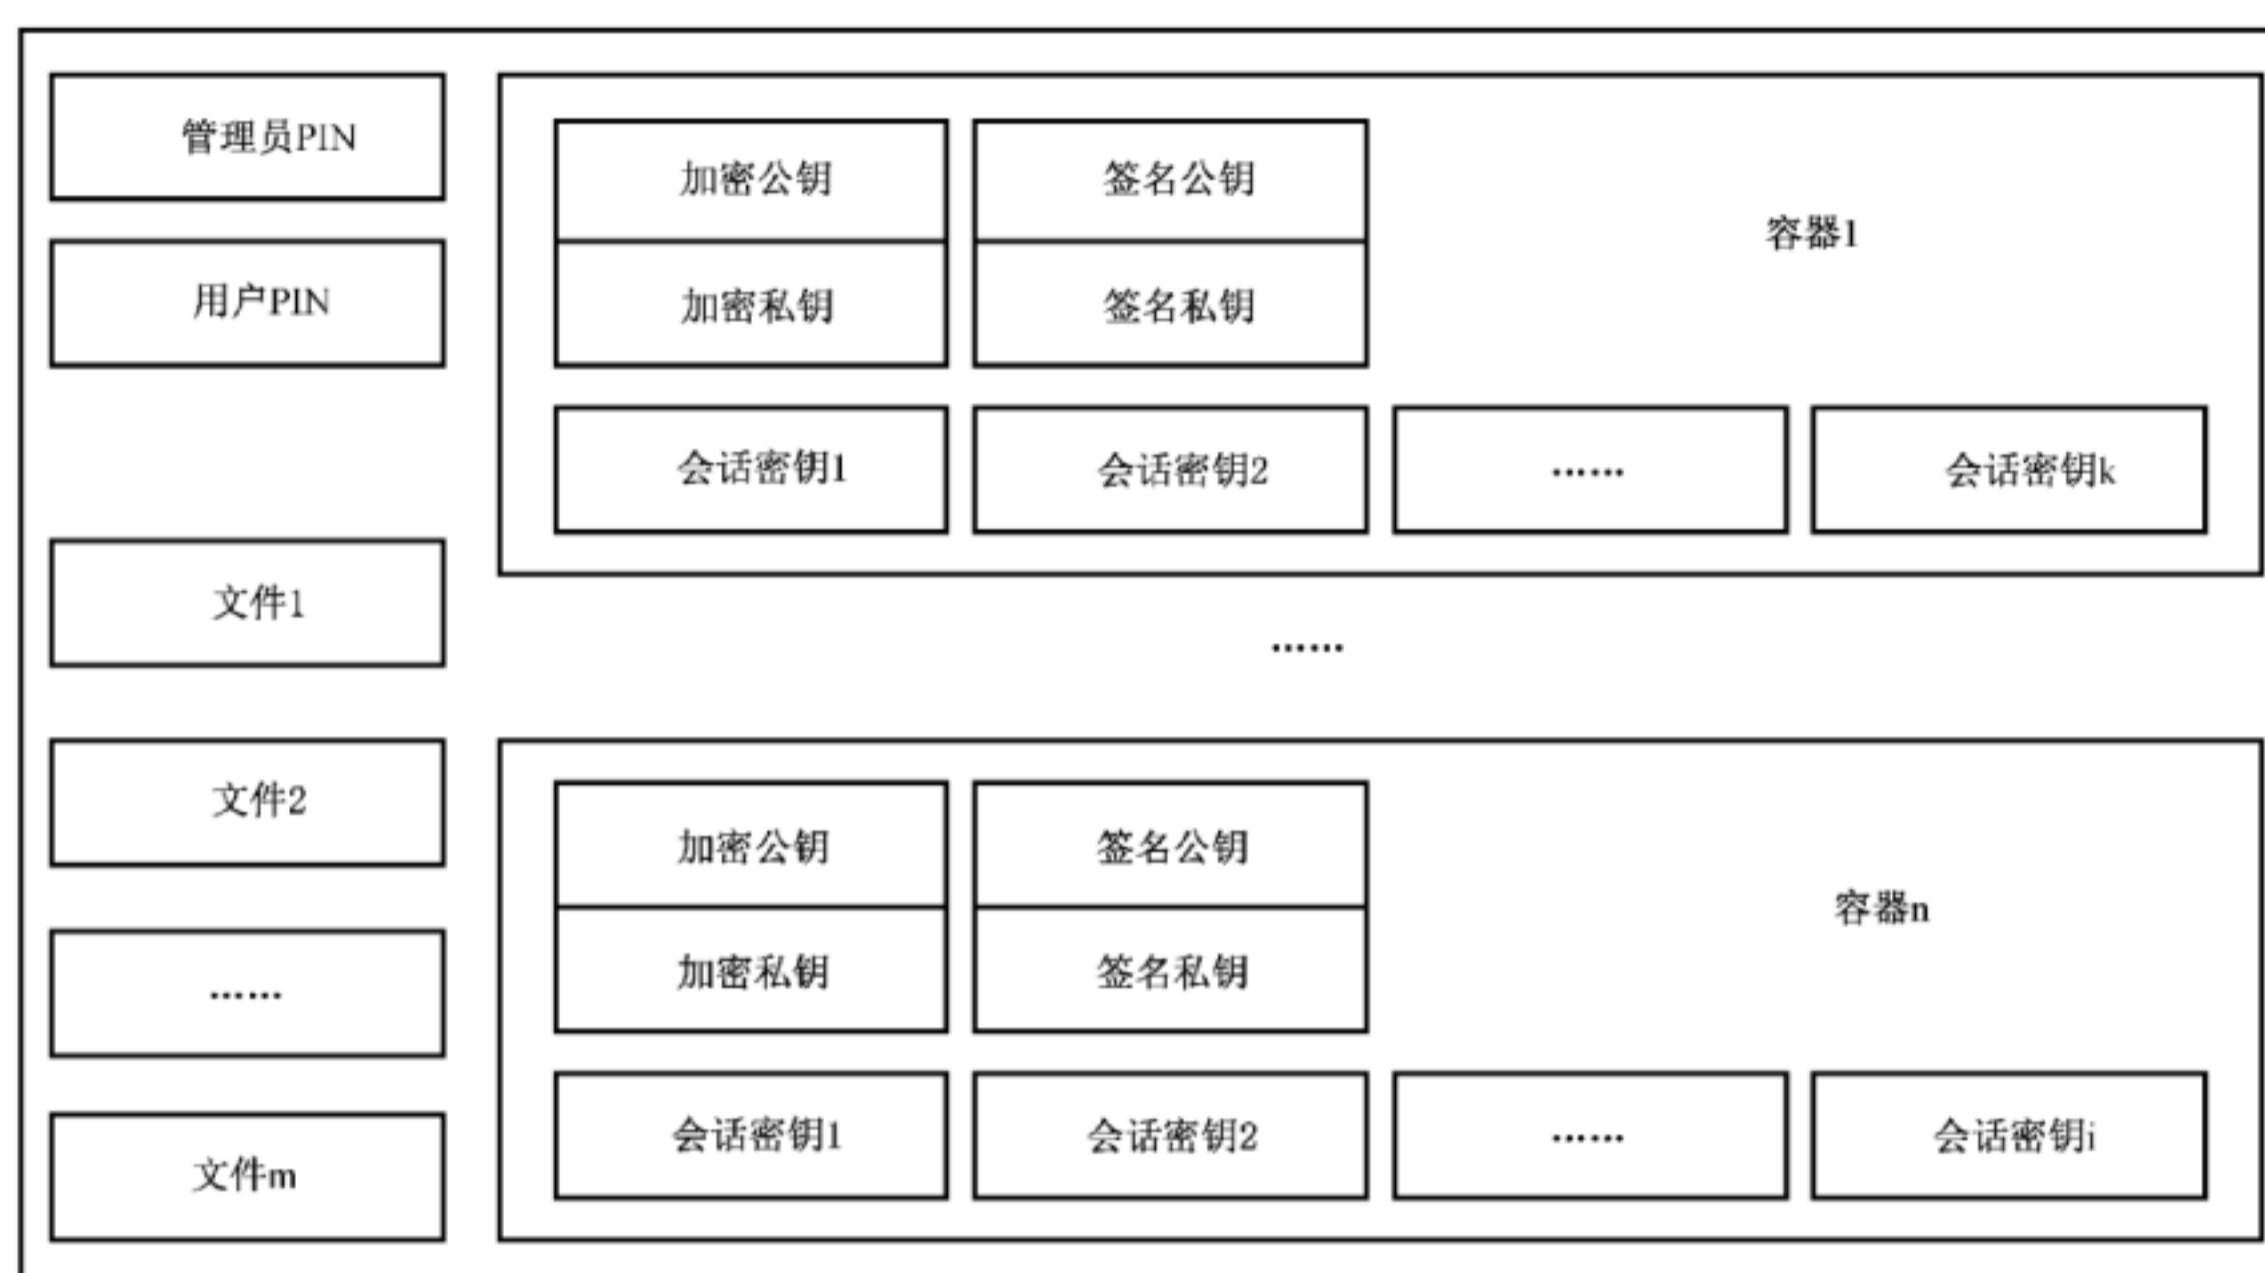 管理员PIN
用户PIN
文件1
文件2
……
文件m
加密公钥
签名公钥
容器1
加密私钥
签名私钥
会话密钥1
会话密钥2
……
会话密钥k
……
加密公钥
签名公钥
容器n
加密私钥
签名私钥
会话密钥1
会话密钥2
……
会话密钥i